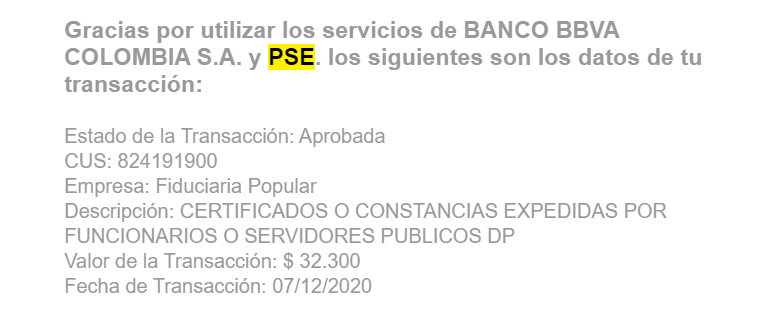 Gracias por utilizar los servicios de BANCO BBVA
COLOMBIA S.A. y PSE. los siguientes son los datos de tu
transacción:
Estado de la Transacción: Aprobada
CUS: 824191900
Empresa: Fiduciaria Popular
Descripción: CERTIFICADOS O CONSTANCIAS EXPEDIDAS POR
FUNCIONARIOS O SERVIDORES PUBLICOS DP
Valor de la Transacción: $ 32.300
Fecha de Transacción: 07/12/2020